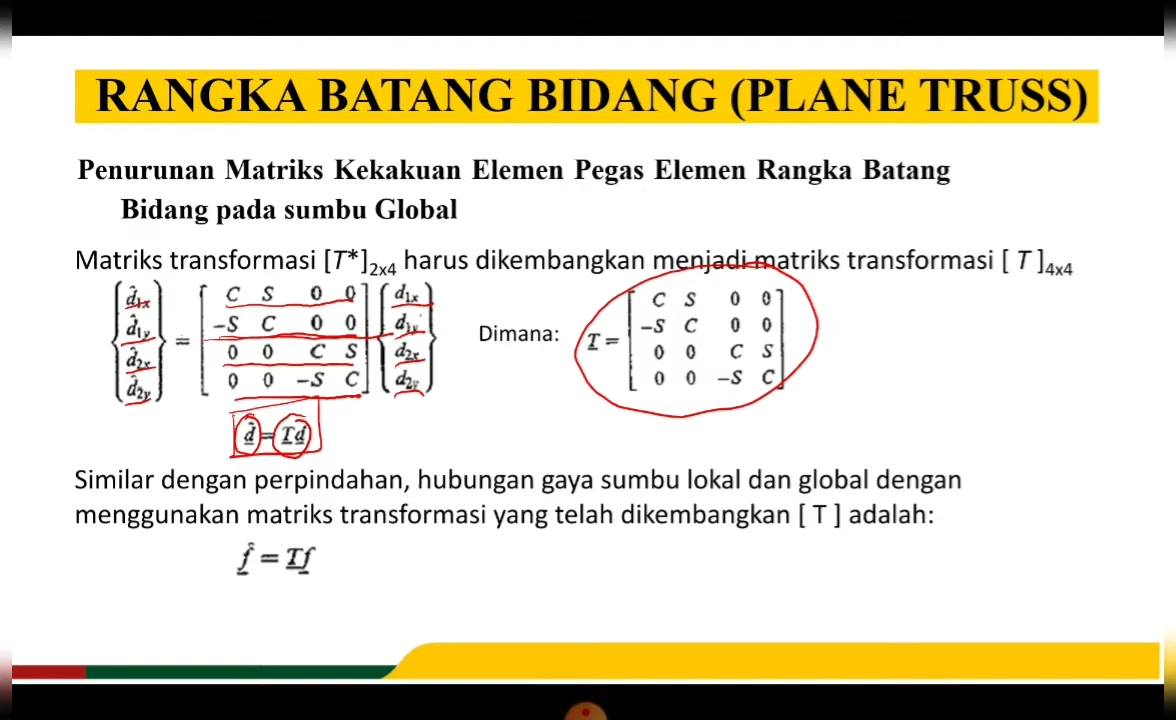 RANGKA BATANG BIDANG (PLANE TRUSS)
Penurunan Matriks Kekakuan Elemen Pegas Elemen Rangka Batang
Bidang pada sumbu Global
Matriks transformasi [T*]2x4 harus dikembangkan menjadi matriks transformasi [ T ]4x4
{d̂1x d̂1y d̂2x d̂2y} = [C S 0 0; -S C 0 0; 0 0 C S; 0 0 -S C] {d1x d1y d2x d2y}
Dimana: T = [C S 0 0; -S C 0 0; 0 0 C S; 0 0 -S C]
d̂ = Td
Similar dengan perpindahan, hubungan gaya sumbu lokal dan global dengan
menggunakan matriks transformasi yang telah dikembangkan [ T ] adalah:
f̂ = Tf